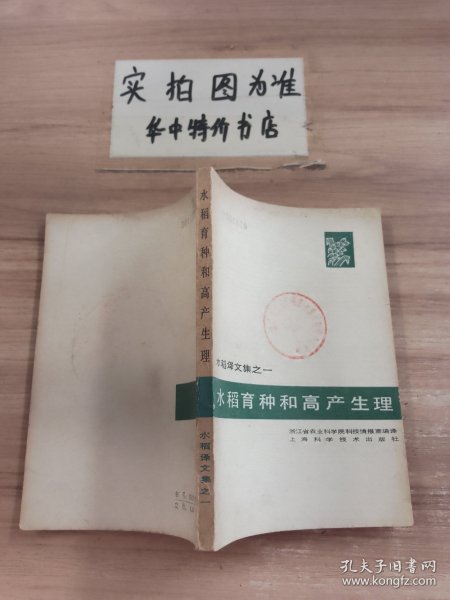 实拍图为准
华中特价书店
水稻育种和高产生理
水稻译文集之一
水稻译文集之一
水稻育种和高产生理
浙江省农业科学院科技情报室编译
上海科学技术出版社
孔夫子旧书网
www.kongfz.com